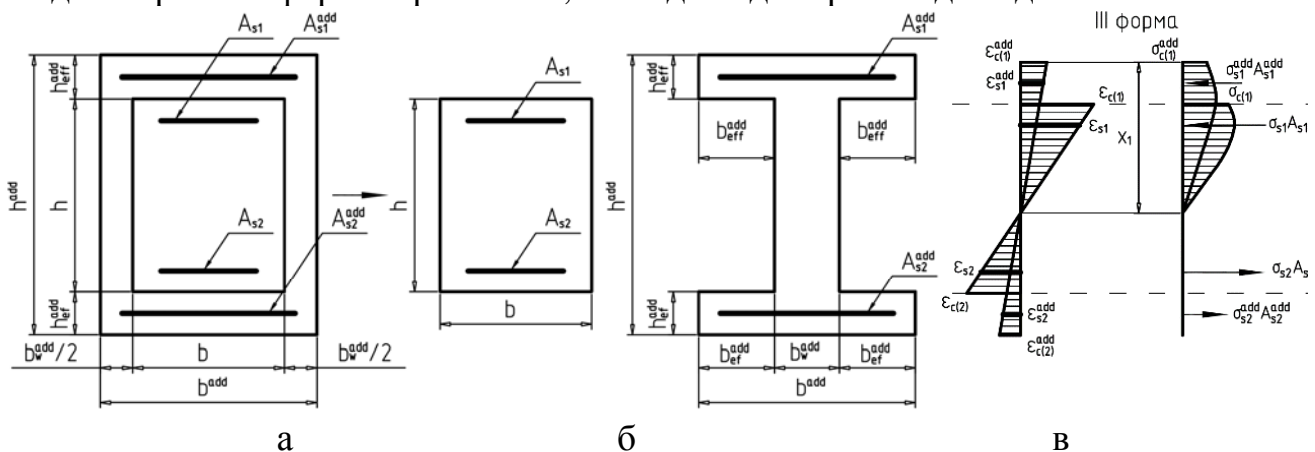 III форма
A_s1
A_s1^add
h_eff^add
h^add
h
A_s2
A_s2^add
h_ef^add
b_w^add/2
b
b_w^add/2
b^add
A_s1
h
A_s2
b
A_s1^add
h_eff^add
b_eff^add
b_eff^add
h^add
A_s2^add
h_ef^add
b_ef^add
b_w^add
b_ef^add
b^add
ε_c(1)^add
ε_s1^add
ε_c(1)
ε_s1
X_1
ε_s2
ε_c(2)
ε_s2^add
ε_c(2)^add
σ_c(1)^add
σ_s1^add A_s1^add
σ_c(1)
σ_s1 A_s1
σ_s2 A_s
σ_s2^add A_s2^add
а
б
в